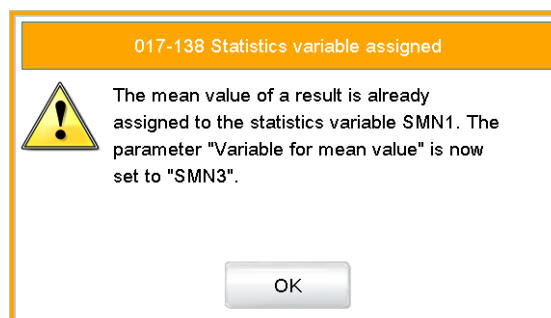 017-138 Statistics variable assigned
The mean value of a result is already
assigned to the statistics variable SMN1. The
parameter "Variable for mean value" is now
set to "SMN3".
OK